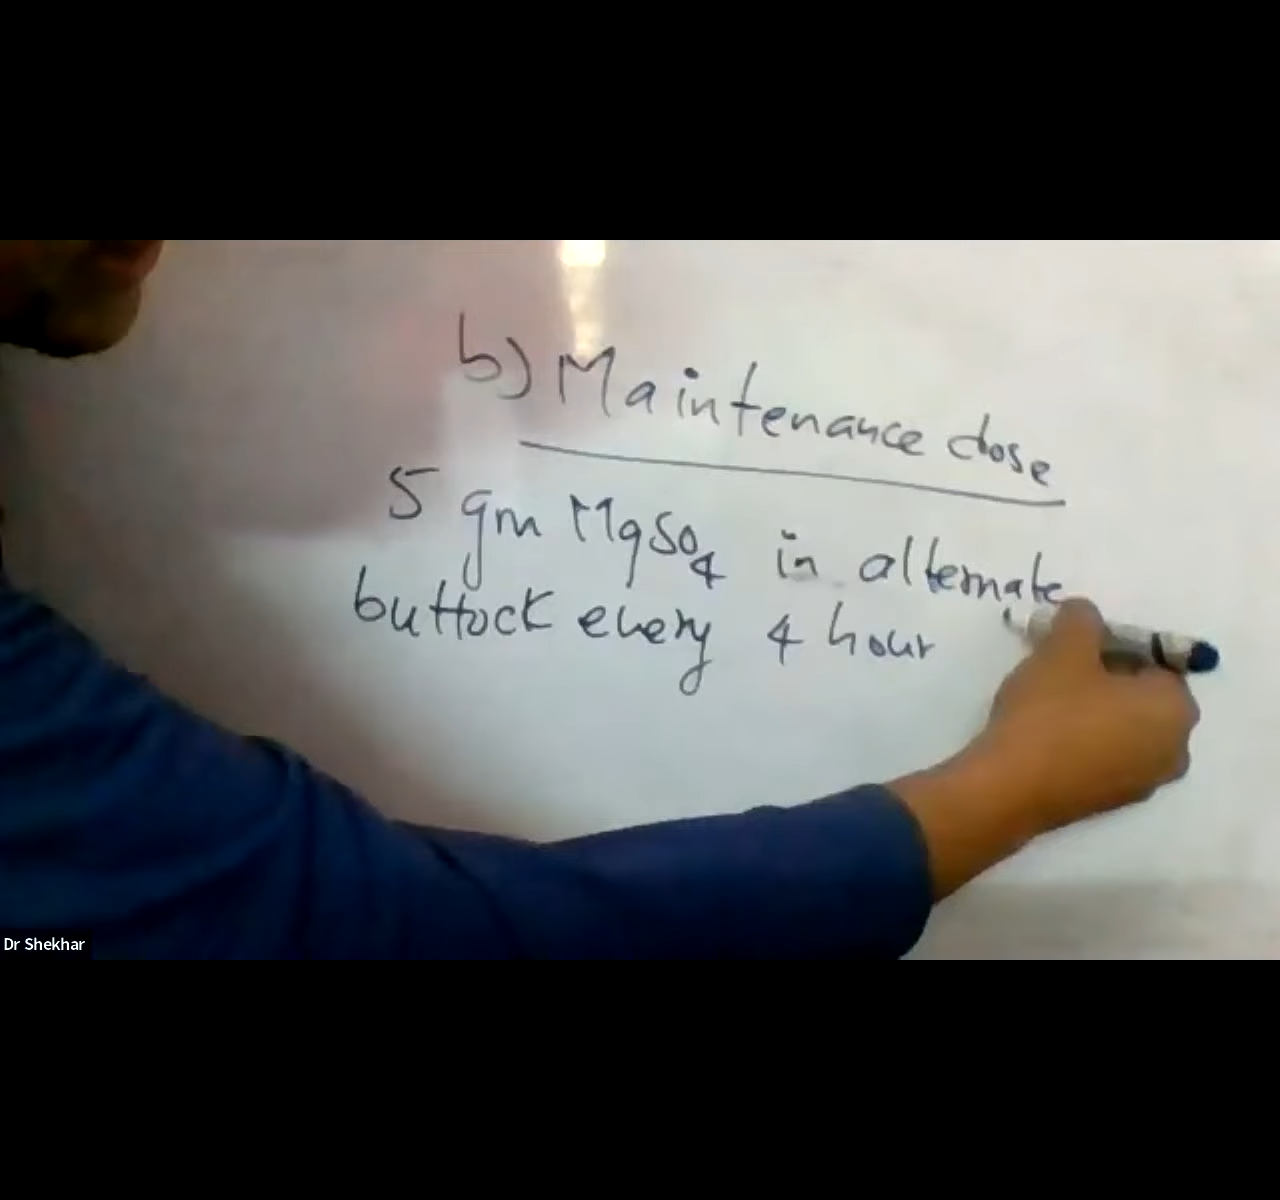 b) Maintenance dose
5 gm MgSO4 in alternate
buttock every 4 hour
Dr Shekhar